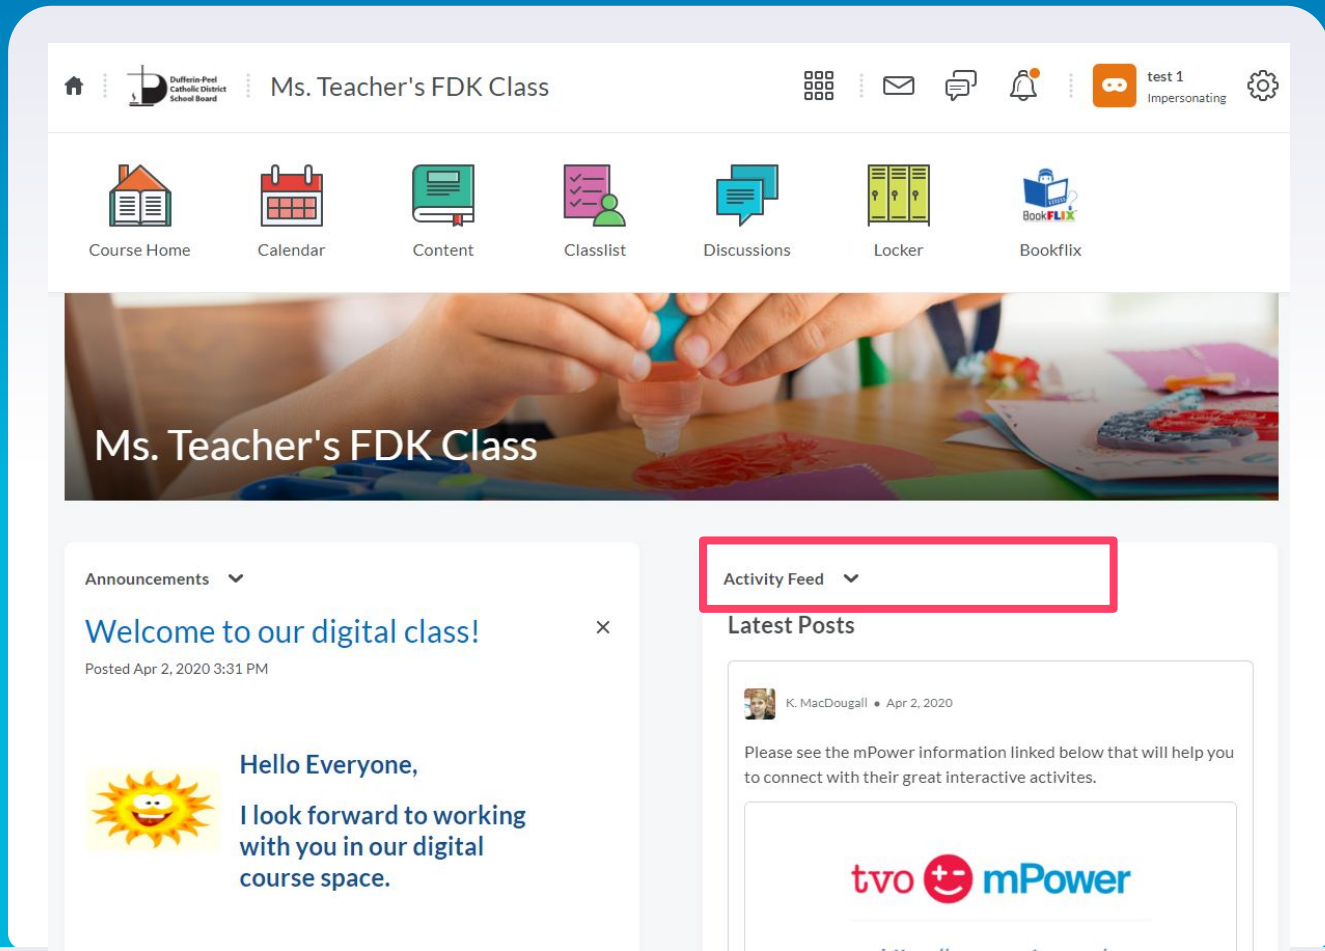 Dufferin-Peel
Catholic District
School Board
Ms. Teacher's FDK Class
test 1
Impersonating
Course Home
Calendar
Content
Classlist
Discussions
Locker
BookFLIX
Bookflix
Ms. Teacher's FDK Class
Announcements
Welcome to our digital class!
Posted Apr 2, 2020 3:31 PM
Hello Everyone,
I look forward to working
with you in our digital
course space.
Activity Feed
Latest Posts
K. MacDougall • Apr 2, 2020
Please see the mPower information linked below that will help you
to connect with their great interactive activites.
tvo mPower